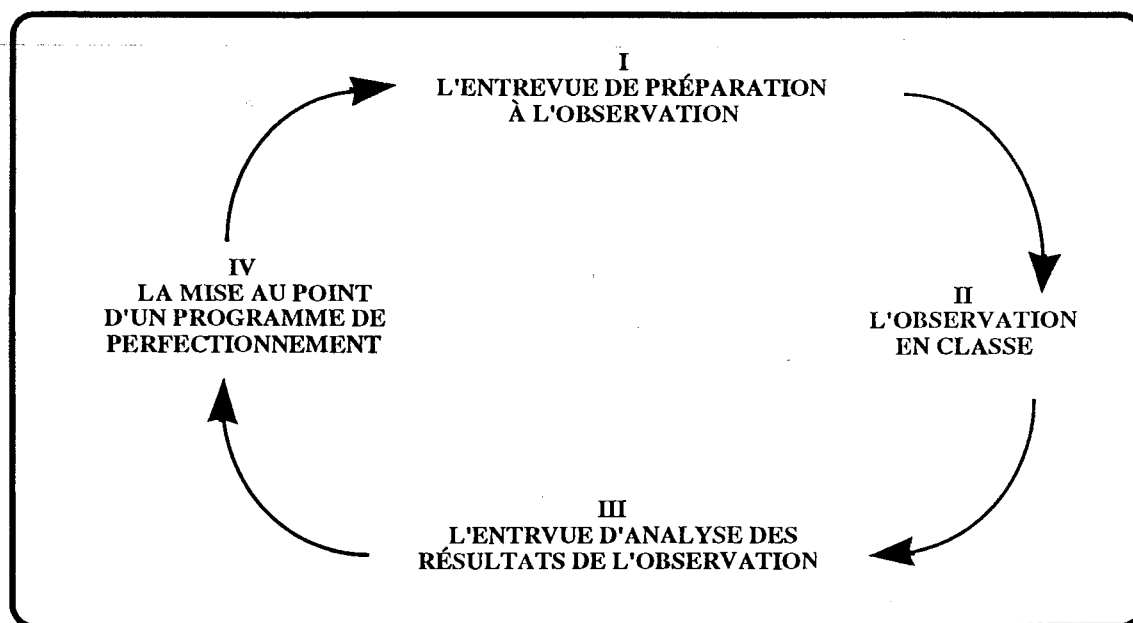 I
L'ENTREVUE DE PRÉPARATION
À L'OBSERVATION
II
L'OBSERVATION
EN CLASSE
III
L'ENTRVUE D'ANALYSE DES
RÉSULTATS DE L'OBSERVATION
IV
LA MISE AU POINT
D'UN PROGRAMME DE
PERFECTIONNEMENT